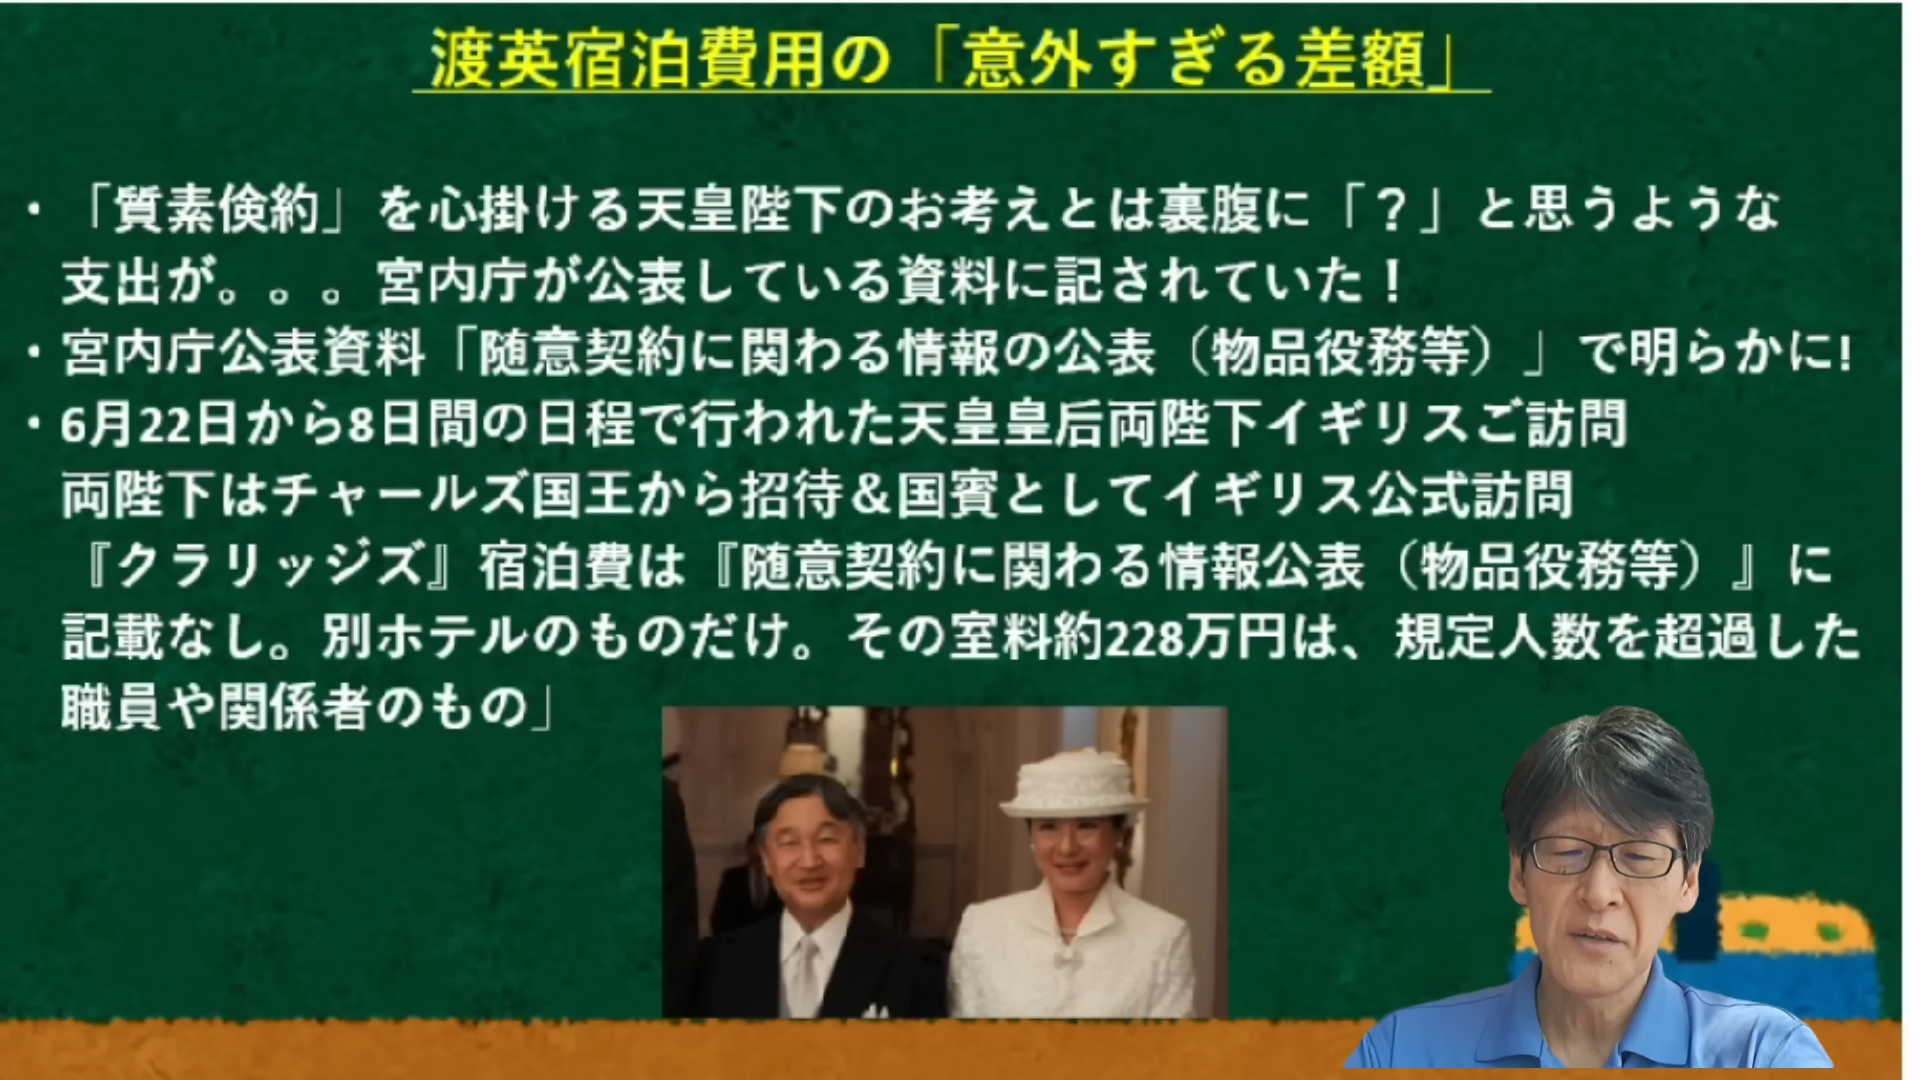 渡英宿泊費用の「意外すぎる差額」
・「質素倹約」を心掛ける天皇陛下のお考えとは裏腹に「？」と思うような
支出が。。。宮内庁が公表している資料に記されていた！
・宮内庁公表資料「随意契約に関わる情報の公表（物品役務等）」で明らかに!
・6月22日から8日間の日程で行われた天皇皇后両陛下イギリスご訪問
両陛下はチャールズ国王から招待＆国賓としてイギリス公式訪問
『クラリッジズ』宿泊費は『随意契約に関わる情報公表（物品役務等）』に
記載なし。別ホテルのものだけ。その室料約228万円は、規定人数を超過した
職員や関係者のもの」